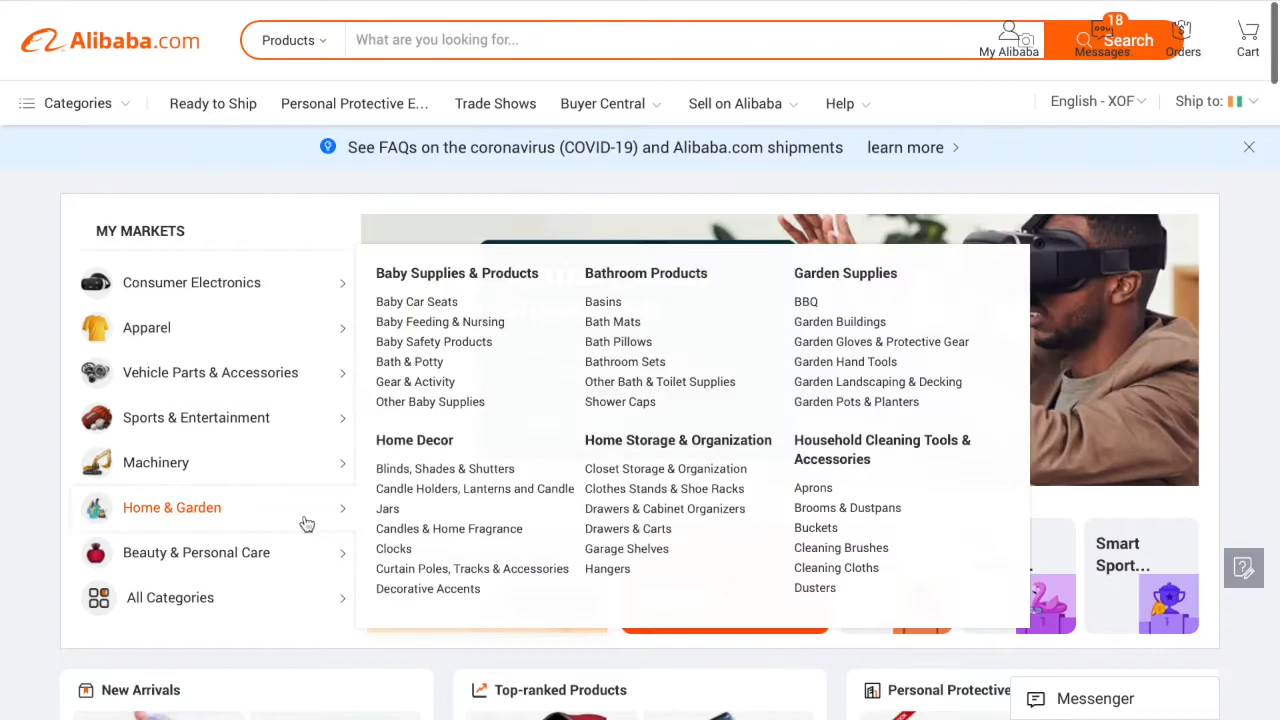 Alibaba.com
Products
What are you looking for...
Search
My Alibaba
18
Messages
Orders
Cart
Categories
Ready to Ship
Personal Protective E...
Trade Shows
Buyer Central
Sell on Alibaba
Help
English - XOF
Ship to:
See FAQs on the coronavirus (COVID-19) and Alibaba.com shipments learn more
MY MARKETS
Consumer Electronics
Apparel
Vehicle Parts & Accessories
Sports & Entertainment
Machinery
Home & Garden
Beauty & Personal Care
All Categories
Baby Supplies & Products
Baby Car Seats
Baby Feeding & Nursing
Baby Safety Products
Bath & Potty
Gear & Activity
Other Baby Supplies
Bathroom Products
Basins
Bath Mats
Bath Pillows
Bathroom Sets
Other Bath & Toilet Supplies
Shower Caps
Garden Supplies
BBQ
Garden Buildings
Garden Gloves & Protective Gear
Garden Hand Tools
Garden Landscaping & Decking
Garden Pots & Planters
Home Decor
Blinds, Shades & Shutters
Candle Holders, Lanterns and Candle
Jars
Candles & Home Fragrance
Clocks
Curtain Poles, Tracks & Accessories
Decorative Accents
Home Storage & Organization
Closet Storage & Organization
Clothes Stands & Shoe Racks
Drawers & Cabinet Organizers
Drawers & Carts
Garage Shelves
Hangers
Household Cleaning Tools &
Accessories
Aprons
Brooms & Dustpans
Buckets
Cleaning Brushes
Cleaning Cloths
Dusters
Smart
Sport...
New Arrivals
Top-ranked Products
Personal Protective
Messenger